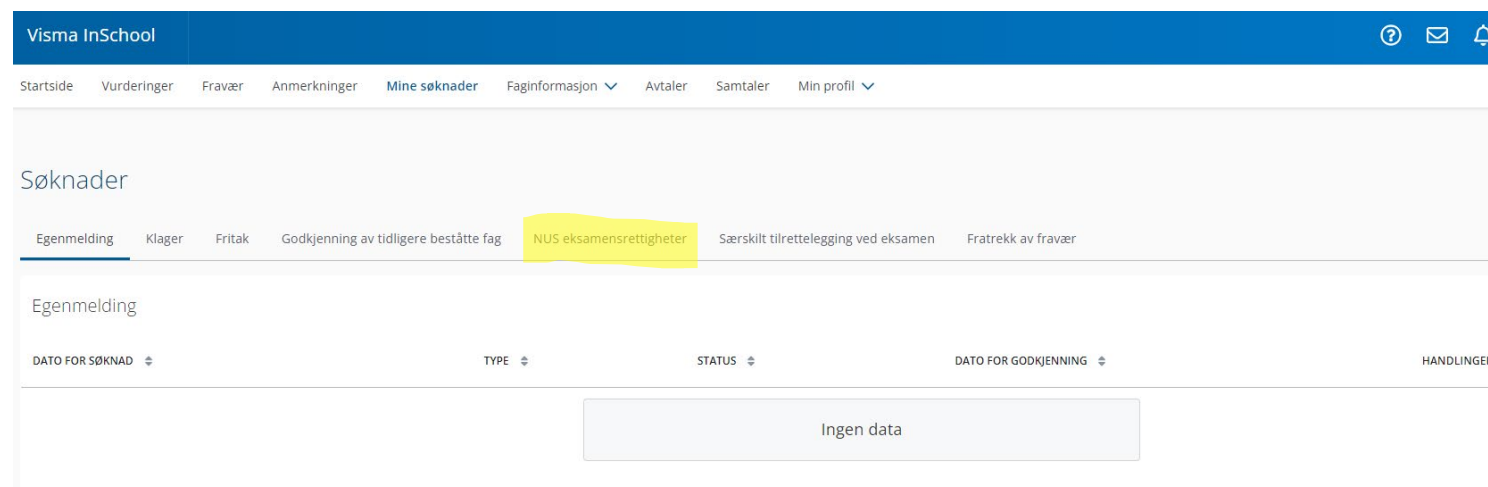 Visma InSchool
Startside Vurderinger Fravær Anmerkninger Mine søknader Faginformasjon Avtaler Samtaler Min profil
Søknader
Egenmelding Klager Fritak Godkjenning av tidligere beståtte fag NUS eksamensrettigheter Særskilt tilrettelegging ved eksamen Fratrekk av fravær
Egenmelding
DATO FOR SØKNAD TYPE STATUS DATO FOR GODKJENNING HANDLINGER
Ingen data